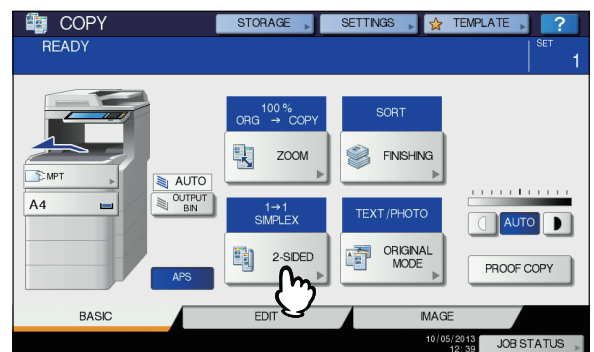 COPY
STORAGE
SETTINGS
TEMPLATE
?
READY
SET
1
100 %
ORG → COPY
ZOOM
SORT
FINISHING
MPT
A4
AUTO
OUTPUT
BIN
APS
1→1
SIMPLEX
2-SIDED
TEXT/PHOTO
ORIGINAL
MODE
AUTO
PROOF COPY
BASIC
EDIT
IMAGE
10/05/2013
12:39
JOB STATUS